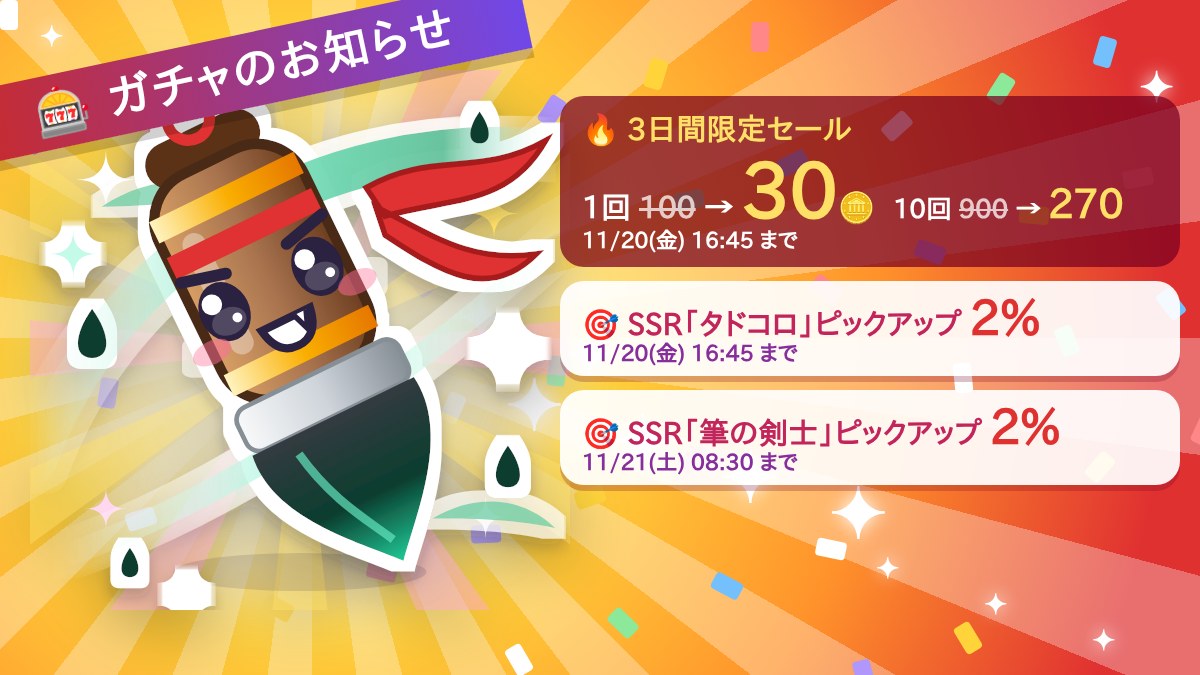 ガチャのお知らせ
777
🔥 3日間限定セール
1回 100 → 30🪙 10回 900 → 270
11/20(金) 16:45 まで
🎯 SSR「タドコロ」ピックアップ 2%
11/20(金) 16:45 まで
🎯 SSR「筆の剣士」ピックアップ 2%
11/21(土) 08:30 まで